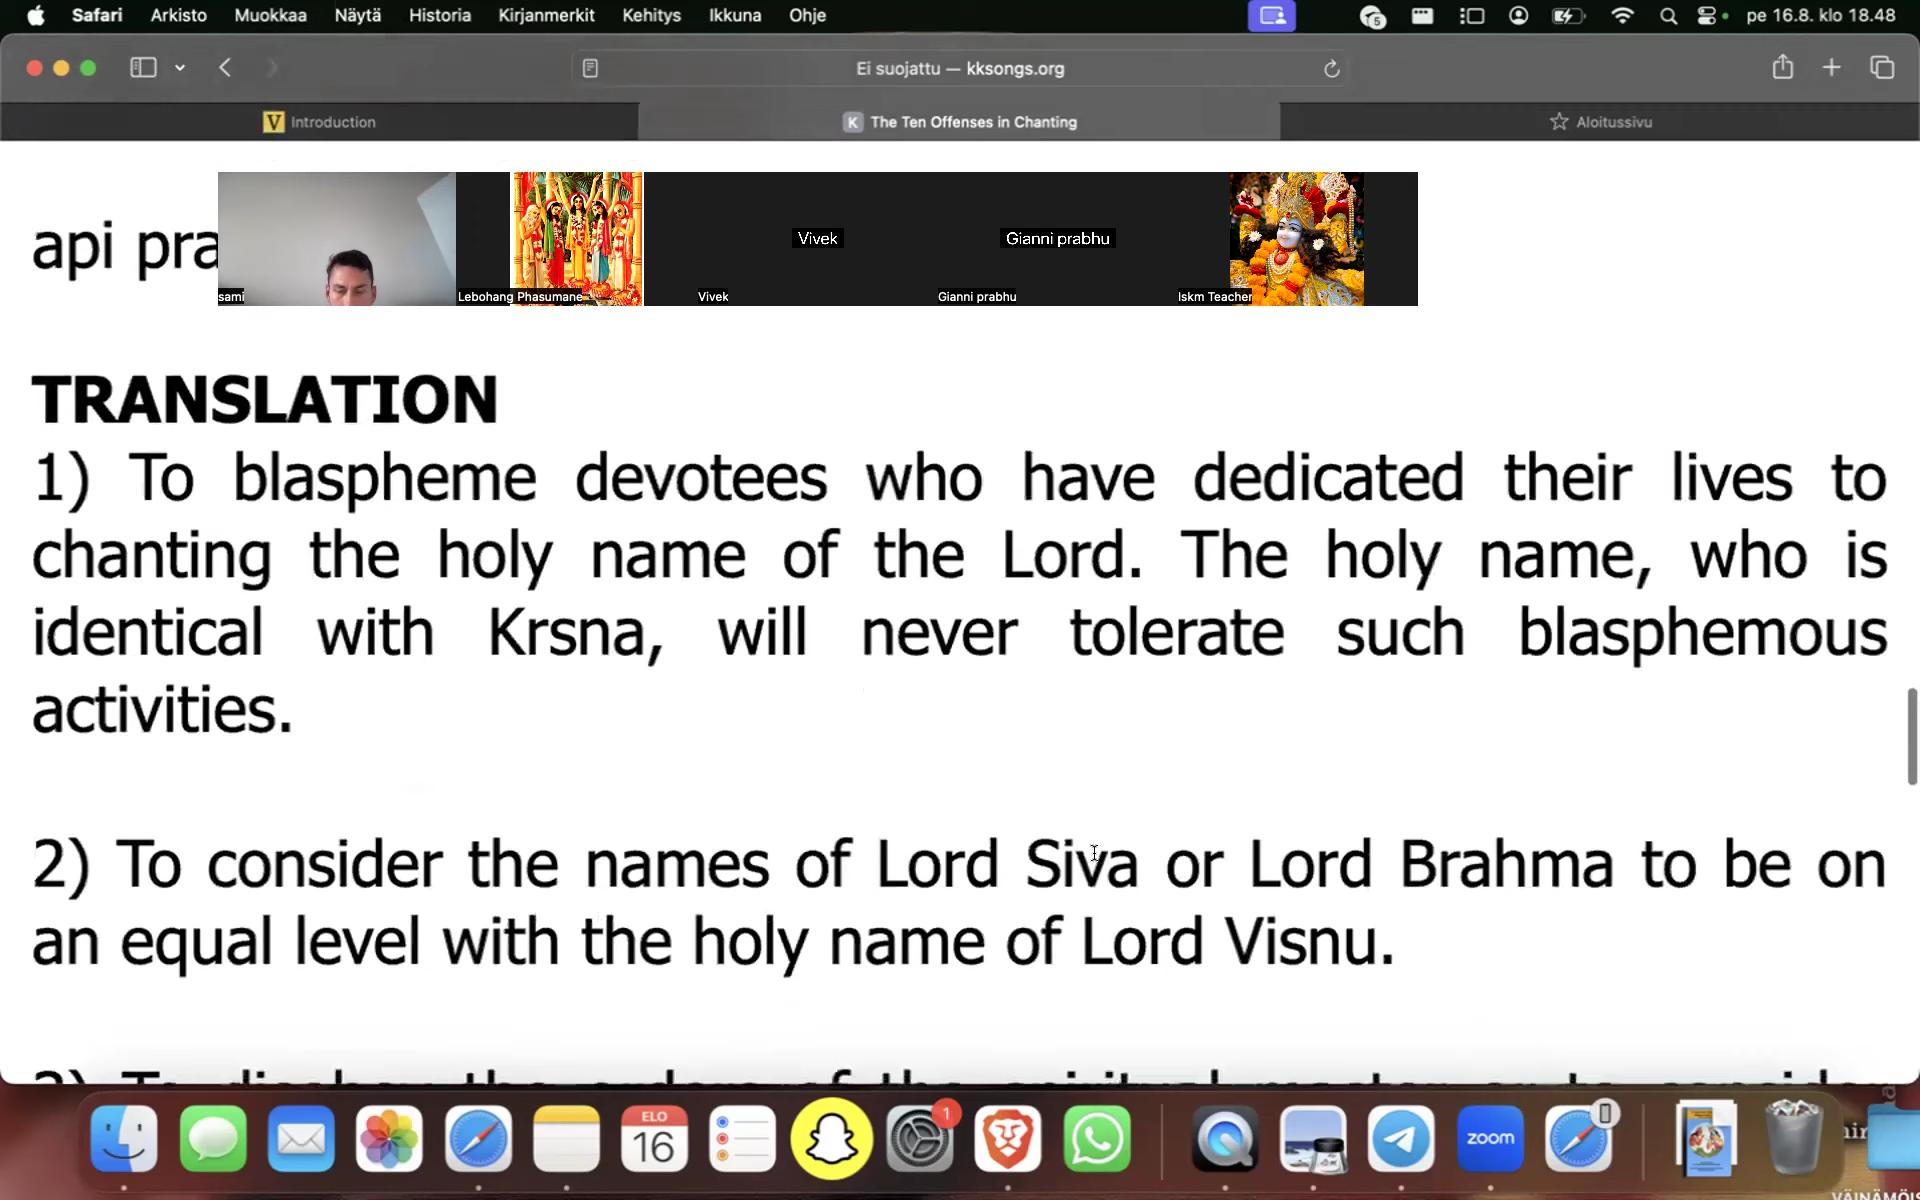 Safari Arkisto Muokkaa Näytä Historia Kirjanmerkit Kehitys Ikkuna Ohje 5 pe 16.8. klo 18.48
Ei suojattu — kksongs.org
V Introduction K The Ten Offenses in Chanting Aloitussivu
api pra
Vivek Gianni prabhu
sami Lebohang Phasumane Vivek Gianni prabhu Iskm Teacher
TRANSLATION
1) To blaspheme devotees who have dedicated their lives to
chanting the holy name of the Lord. The holy name, who is
identical with Krsna, will never tolerate such blasphemous
activities.
2) To consider the names of Lord Siva or Lord Brahma to be on
an equal level with the holy name of Lord Visnu.
ELO
16
1
zoom